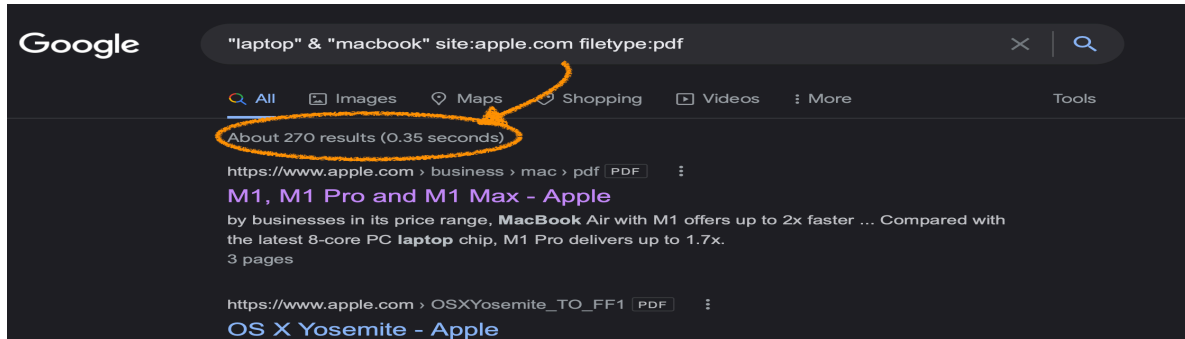 Google
"laptop" & "macbook" site:apple.com filetype:pdf
All Images Maps Shopping Videos More Tools
About 270 results (0.35 seconds)
https://www.apple.com › business › mac › pdf PDF
M1, M1 Pro and M1 Max - Apple
by businesses in its price range, MacBook Air with M1 offers up to 2x faster ... Compared with
the latest 8-core PC laptop chip, M1 Pro delivers up to 1.7x.
3 pages
https://www.apple.com › OSXYosemite_TO_FF1 PDF
OS X Yosemite - Apple